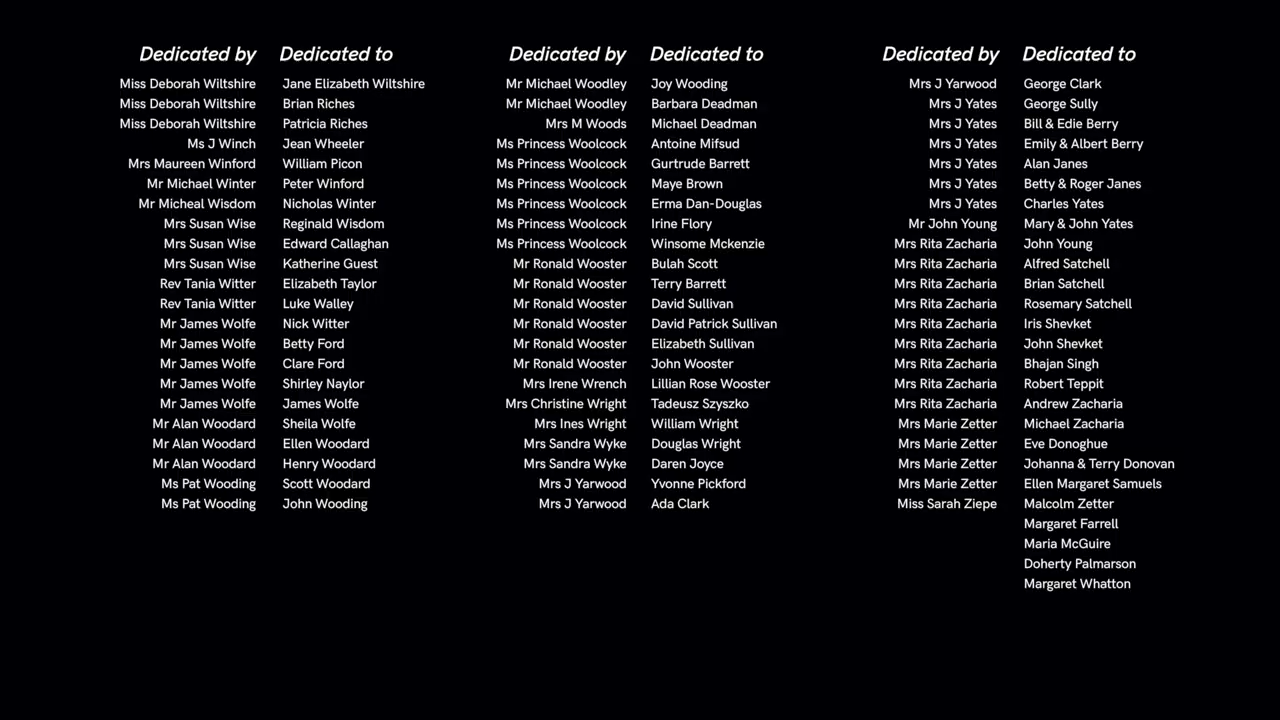 Dedicated by Dedicated to
Miss Deborah Wiltshire Jane Elizabeth Wiltshire
Miss Deborah Wiltshire Brian Riches
Miss Deborah Wiltshire Patricia Riches
Ms J Winch Jean Wheeler
Mrs Maureen Winford William Picon
Mr Michael Winter Peter Winford
Mr Micheal Wisdom Nicholas Winter
Mrs Susan Wise Reginald Wisdom
Mrs Susan Wise Edward Callaghan
Mrs Susan Wise Katherine Guest
Rev Tania Witter Elizabeth Taylor
Rev Tania Witter Luke Walley
Mr James Wolfe Nick Witter
Mr James Wolfe Betty Ford
Mr James Wolfe Clare Ford
Mr James Wolfe Shirley Naylor
Mr James Wolfe James Wolfe
Mr Alan Woodard Sheila Wolfe
Mr Alan Woodard Ellen Woodard
Mr Alan Woodard Henry Woodard
Ms Pat Wooding Scott Woodard
Ms Pat Wooding John Wooding
Dedicated by Dedicated to
Mr Michael Woodley Joy Wooding
Mr Michael Woodley Barbara Deadman
Mrs M Woods Michael Deadman
Ms Princess Woolcock Antoine Mifsud
Ms Princess Woolcock Gurtrude Barrett
Ms Princess Woolcock Maye Brown
Ms Princess Woolcock Erma Dan-Douglas
Ms Princess Woolcock Irine Flory
Ms Princess Woolcock Winsome Mckenzie
Mr Ronald Wooster Bulah Scott
Mr Ronald Wooster Terry Barrett
Mr Ronald Wooster David Sullivan
Mr Ronald Wooster David Patrick Sullivan
Mr Ronald Wooster Elizabeth Sullivan
Mr Ronald Wooster John Wooster
Mrs Irene Wrench Lillian Rose Wooster
Mrs Christine Wright Tadeusz Szyszko
Mrs Ines Wright William Wright
Mrs Sandra Wyke Douglas Wright
Mrs Sandra Wyke Daren Joyce
Mrs J Yarwood Yvonne Pickford
Mrs J Yarwood Ada Clark
Dedicated by Dedicated to
Mrs J Yarwood George Clark
Mrs J Yates George Sully
Mrs J Yates Bill & Edie Berry
Mrs J Yates Emily & Albert Berry
Mrs J Yates Alan Janes
Mrs J Yates Betty & Roger Janes
Mrs J Yates Charles Yates
Mr John Young Mary & John Yates
Mrs Rita Zacharia John Young
Mrs Rita Zacharia Alfred Satchell
Mrs Rita Zacharia Brian Satchell
Mrs Rita Zacharia Rosemary Satchell
Mrs Rita Zacharia Iris Shevket
Mrs Rita Zacharia John Shevket
Mrs Rita Zacharia Bhajan Singh
Mrs Rita Zacharia Robert Teppit
Mrs Rita Zacharia Andrew Zacharia
Mrs Marie Zetter Michael Zacharia
Mrs Marie Zetter Eve Donoghue
Mrs Marie Zetter Johanna & Terry Donovan
Mrs Marie Zetter Ellen Margaret Samuels
Miss Sarah Ziepe Malcolm Zetter
Margaret Farrell
Maria McGuire
Doherty Palmarson
Margaret Whatton